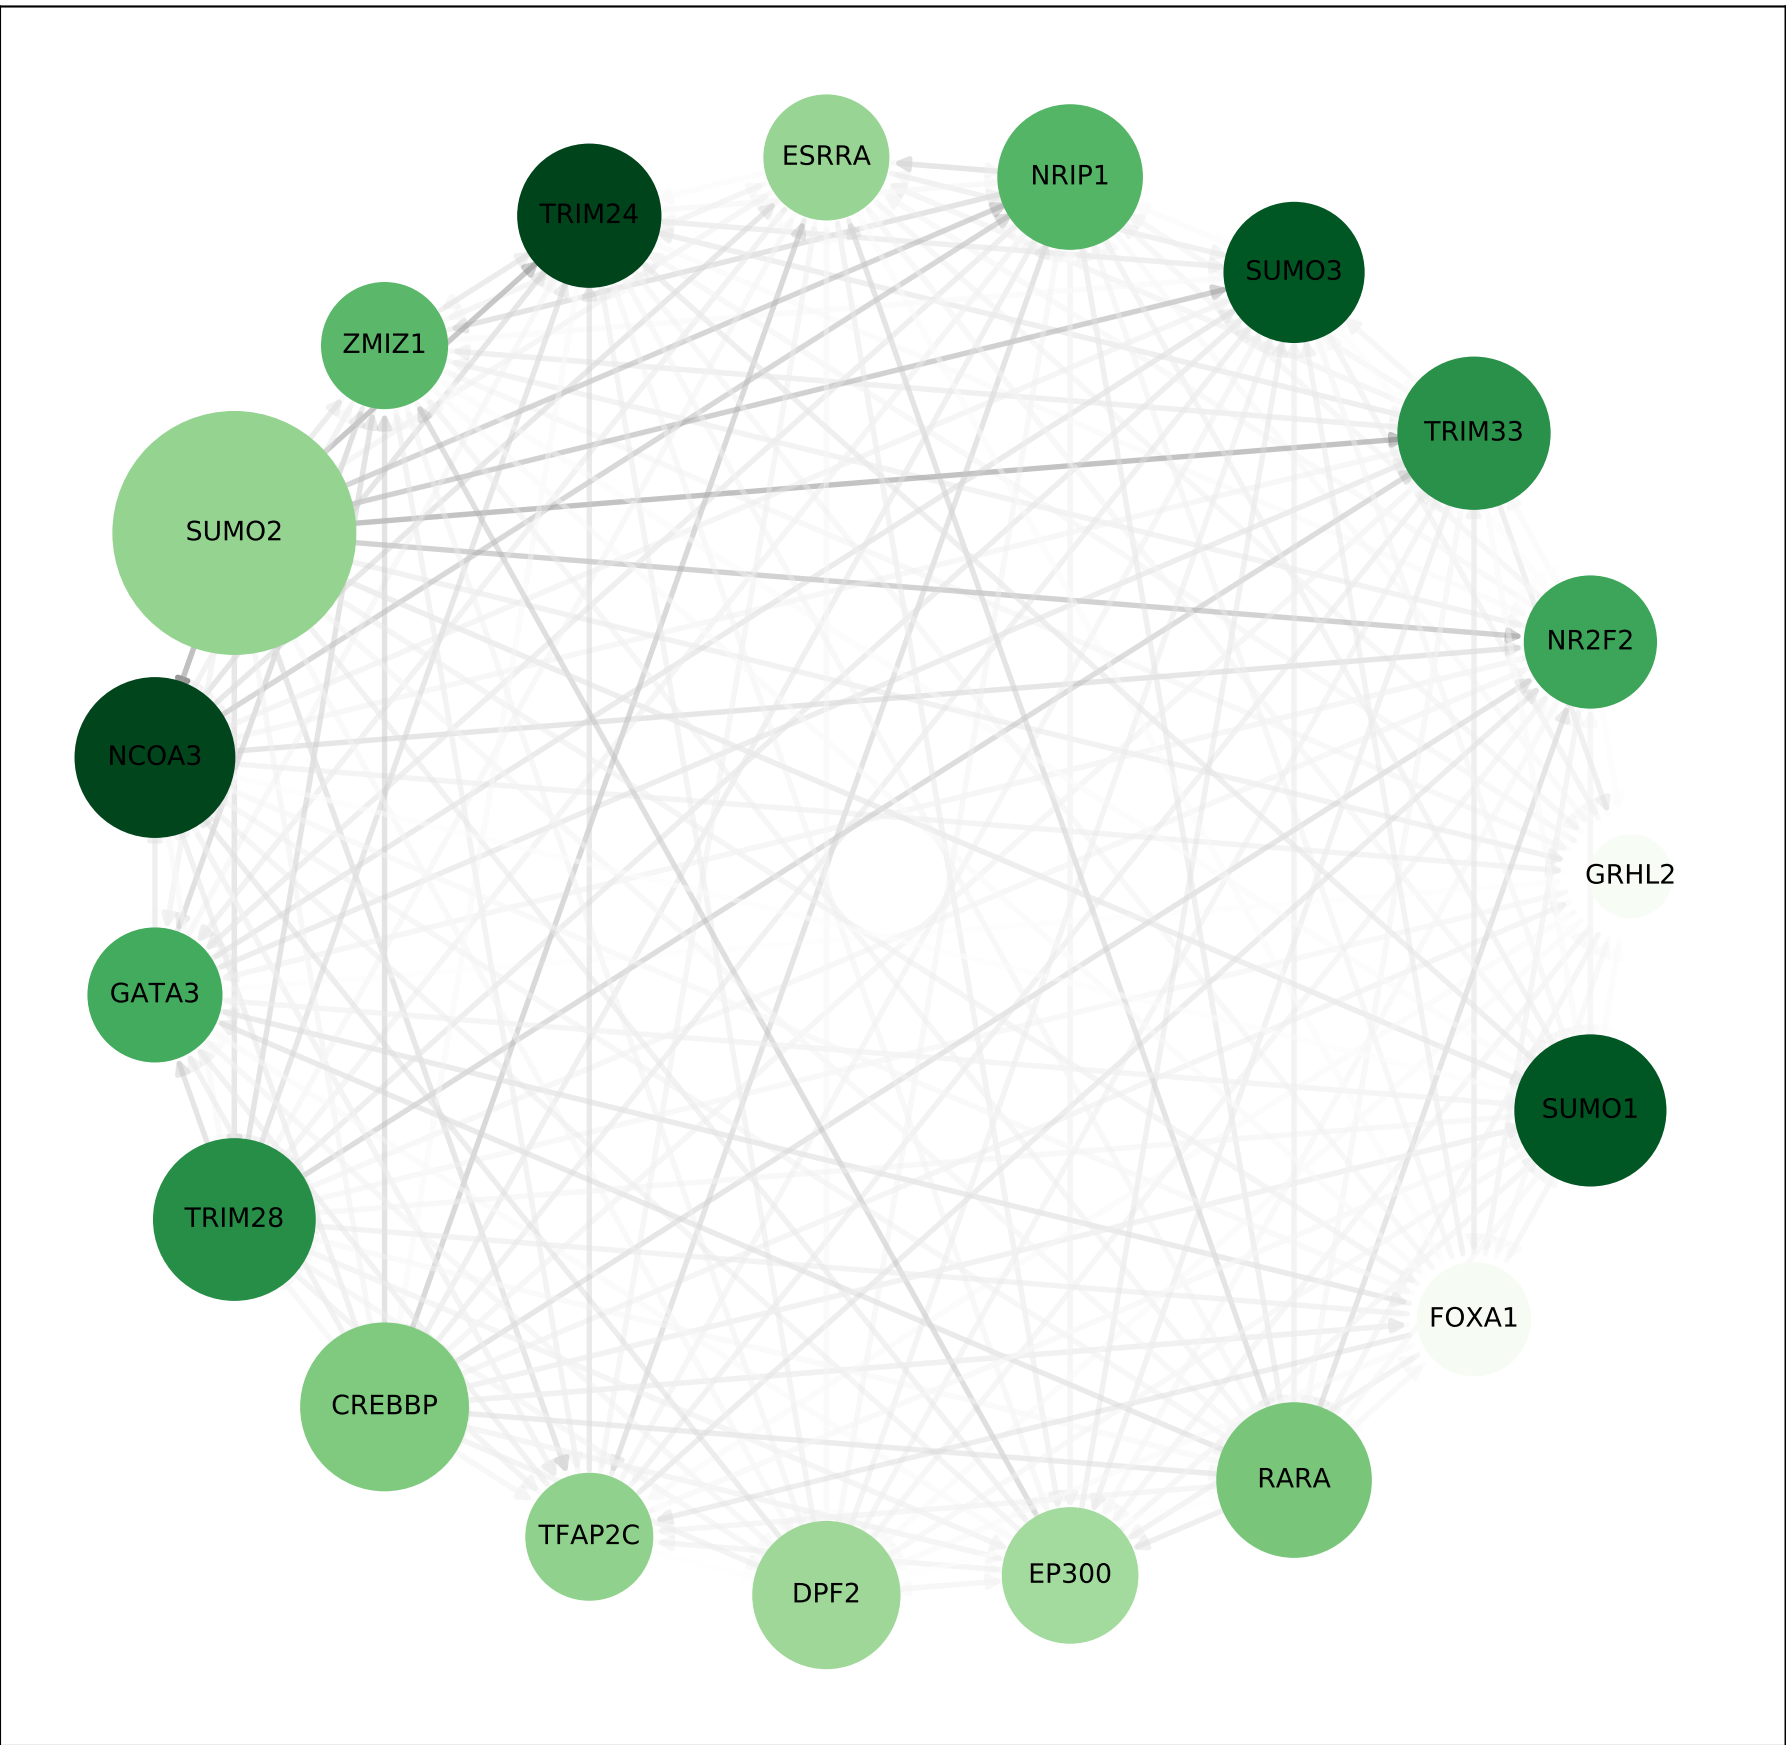 ESRRA
NRIP1
TRIM24
SUMO3
ZMIZ1
TRIM33
SUMO2
NR2F2
NCOA3
GRHL2
GATA3
SUMO1
TRIM28
FOXA1
CREBBP
RARA
TFAP2C
EP300
DPF2